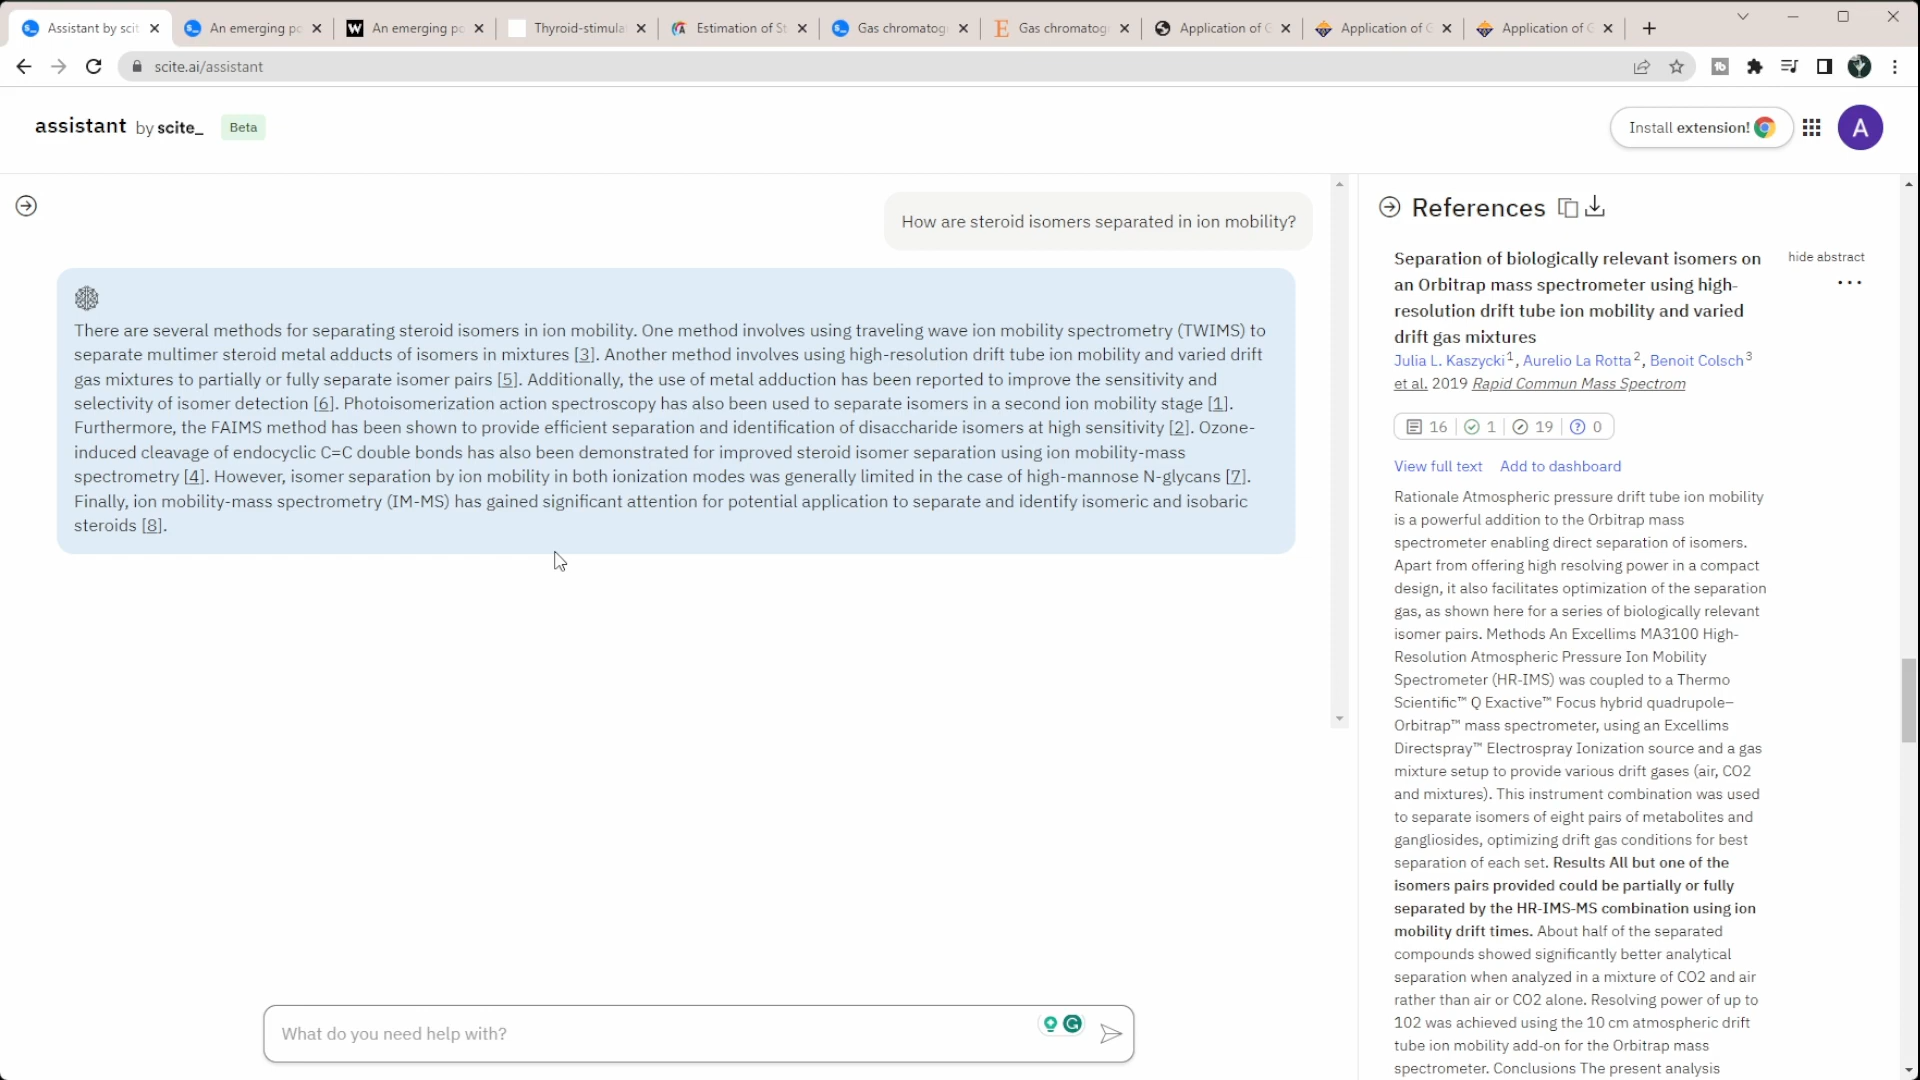 Assistant by scit
An emerging po
An emerging po
Thyroid-stimula
Estimation of St
Gas chromatog
Gas chromatog
Application of G
Application of G
Application of G
scite.ai/assistant
assistant by scite_ Beta
Install extension!
A
How are steroid isomers separated in ion mobility?
There are several methods for separating steroid isomers in ion mobility. One method involves using traveling wave ion mobility spectrometry (TWIMS) to
separate multimer steroid metal adducts of isomers in mixtures [3]. Another method involves using high-resolution drift tube ion mobility and varied drift
gas mixtures to partially or fully separate isomer pairs [5]. Additionally, the use of metal adduction has been reported to improve the sensitivity and
selectivity of isomer detection [6]. Photoisomerization action spectroscopy has also been used to separate isomers in a second ion mobility stage [1].
Furthermore, the FAIMS method has been shown to provide efficient separation and identification of disaccharide isomers at high sensitivity [2]. Ozone-
induced cleavage of endocyclic C=C double bonds has also been demonstrated for improved steroid isomer separation using ion mobility-mass
spectrometry [4]. However, isomer separation by ion mobility in both ionization modes was generally limited in the case of high-mannose N-glycans [7].
Finally, ion mobility-mass spectrometry (IM-MS) has gained significant attention for potential application to separate and identify isomeric and isobaric
steroids [8].
What do you need help with?
References
Separation of biologically relevant isomers on
an Orbitrap mass spectrometer using high-
resolution drift tube ion mobility and varied
drift gas mixtures
hide abstract
Julia L. Kaszycki 1, Aurelio La Rotta 2, Benoit Colsch 3
et al. 2019 Rapid Commun Mass Spectrom
16 1 19 0
View full text Add to dashboard
Rationale Atmospheric pressure drift tube ion mobility
is a powerful addition to the Orbitrap mass
spectrometer enabling direct separation of isomers.
Apart from offering high resolving power in a compact
design, it also facilitates optimization of the separation
gas, as shown here for a series of biologically relevant
isomer pairs. Methods An Excellims MA3100 High-
Resolution Atmospheric Pressure Ion Mobility
Spectrometer (HR-IMS) was coupled to a Thermo
Scientific™ Q Exactive™ Focus hybrid quadrupole–
Orbitrap™ mass spectrometer, using an Excellims
Directspray™ Electrospray Ionization source and a gas
mixture setup to provide various drift gases (air, CO2
and mixtures). This instrument combination was used
to separate isomers of eight pairs of metabolites and
gangliosides, optimizing drift gas conditions for best
separation of each set. Results All but one of the
isomers pairs provided could be partially or fully
separated by the HR-IMS-MS combination using ion
mobility drift times. About half of the separated
compounds showed significantly better analytical
separation when analyzed in a mixture of CO2 and air
rather than air or CO2 alone. Resolving power of up to
102 was achieved using the 10 cm atmospheric drift
tube ion mobility add-on for the Orbitrap mass
spectrometer. Conclusions The present analysis